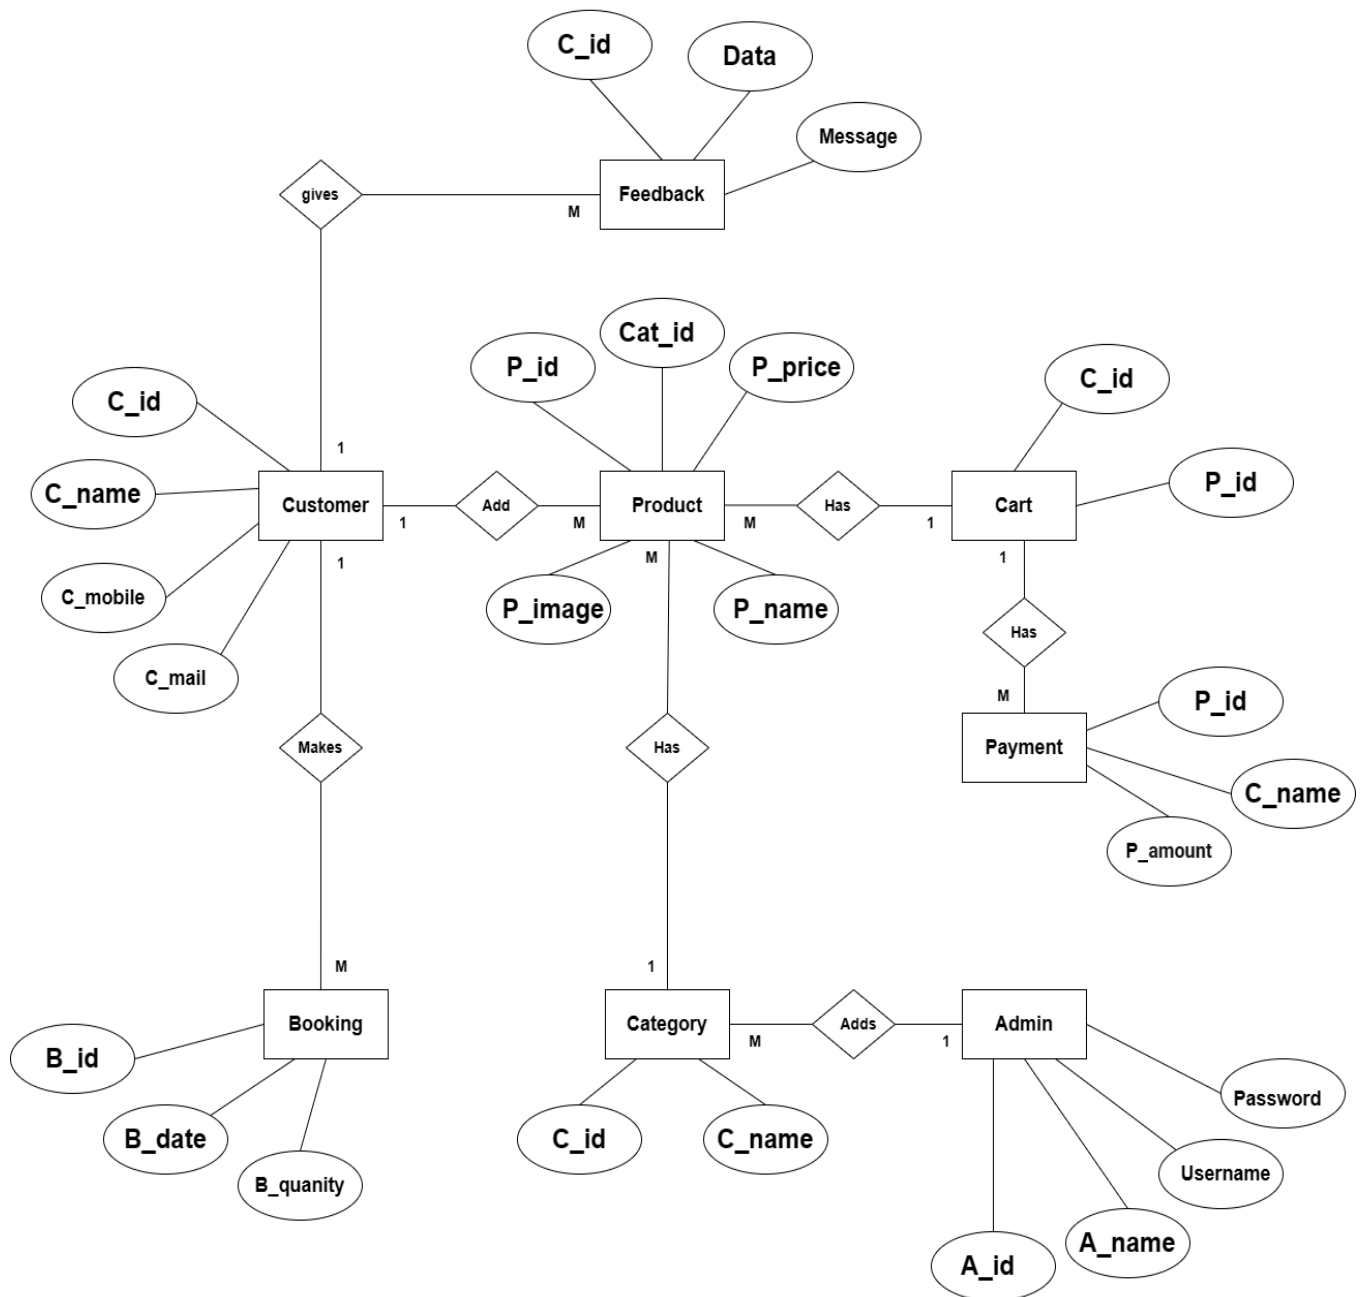 C_id
Data
Message
gives
M
Feedback
Cat_id
P_id
P_price
C_id
C_id
1
P_id
C_name
Customer
1
Add
M
Product
M
Has
1
Cart
1
M
1
C_mobile
P_image
P_name
Has
C_mail
M
P_id
Makes
Has
Payment
C_name
P_amount
M
1
Booking
Category
M
Adds
1
Admin
B_id
Password
B_date
C_id
C_name
Username
B_quanity
A_name
A_id